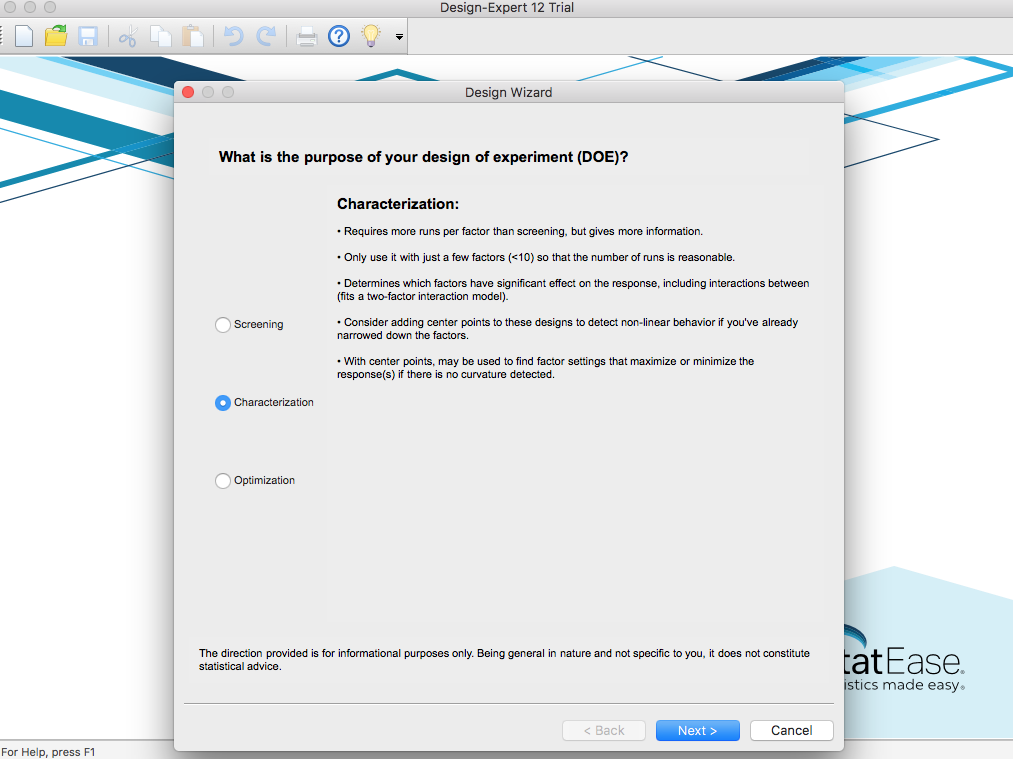 Design-Expert 12 Trial
Design Wizard
What is the purpose of your design of experiment (DOE)?
Characterization:
• Requires more runs per factor than screening, but gives more information.
• Only use it with just a few factors (<10) so that the number of runs is reasonable.
• Determines which factors have significant effect on the response, including interactions between
(fits a two-factor interaction model).
• Consider adding center points to these designs to detect non-linear behavior if you've already
narrowed down the factors.
• With center points, may be used to find factor settings that maximize or minimize the
response(s) if there is no curvature detected.
Screening
Characterization
Optimization
The direction provided is for informational purposes only. Being general in nature and not specific to you, it does not constitute
statistical advice.
tatEase®
istics made easy®
< Back
Next >
Cancel
For Help, press F1